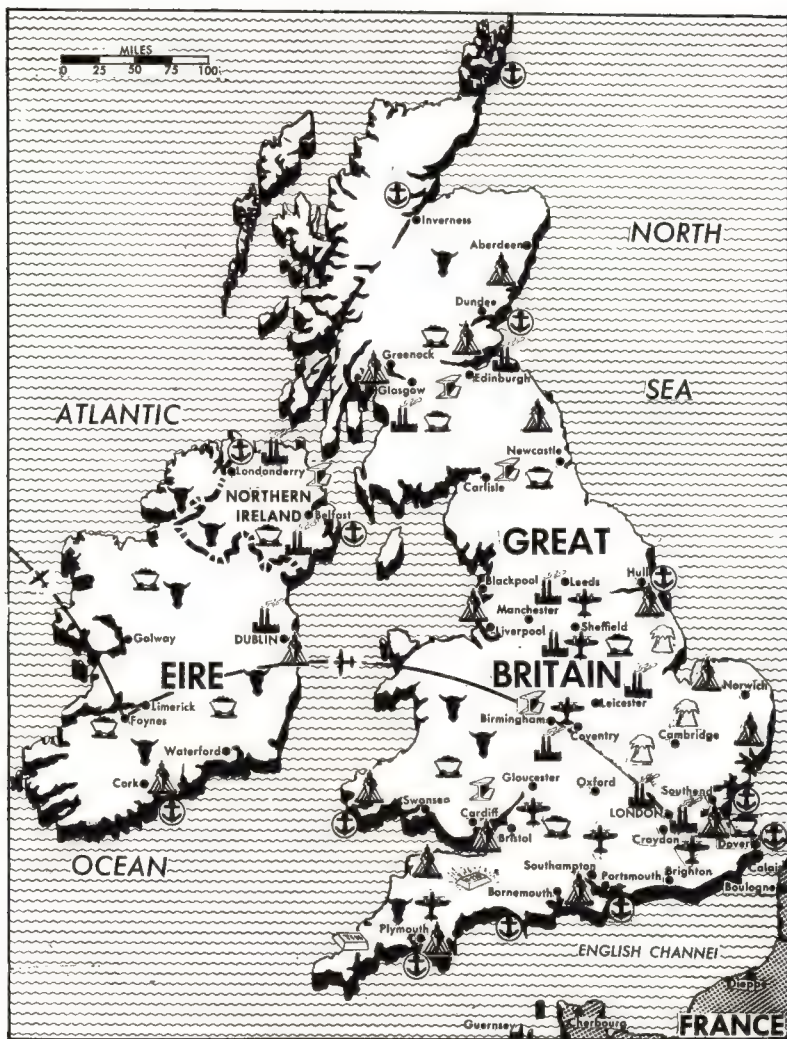 MILES
0 25 50 75 100
Inverness
NORTH
Aberdeen
Dundee
Greenock
Edinburgh
Glasgow
SEA
ATLANTIC
Newcastle
Londonderry
Carlisle
NORTHERN
IRELAND
Belfast
GREAT
Blackpool
Leeds
Hull
Manchester
Liverpool
Sheffield
Golway
DUBLIN
EIRE
BRITAIN
Norwich
Limerick
Leicester
Foynes
Birmingham
Coventry
Cambridge
Waterford
Cork
Gloucester
Oxford
Southend
Swansea
Cardiff
LONDON
Bristol
Croydon
Dover
OCEAN
Calais
Southampton
Portsmouth
Brighton
Boulogne
Bornemouth
TIN
Plymouth
ENGLISH CHANNEL
Dieppe
Guernsey
Cherbourg
FRANCE